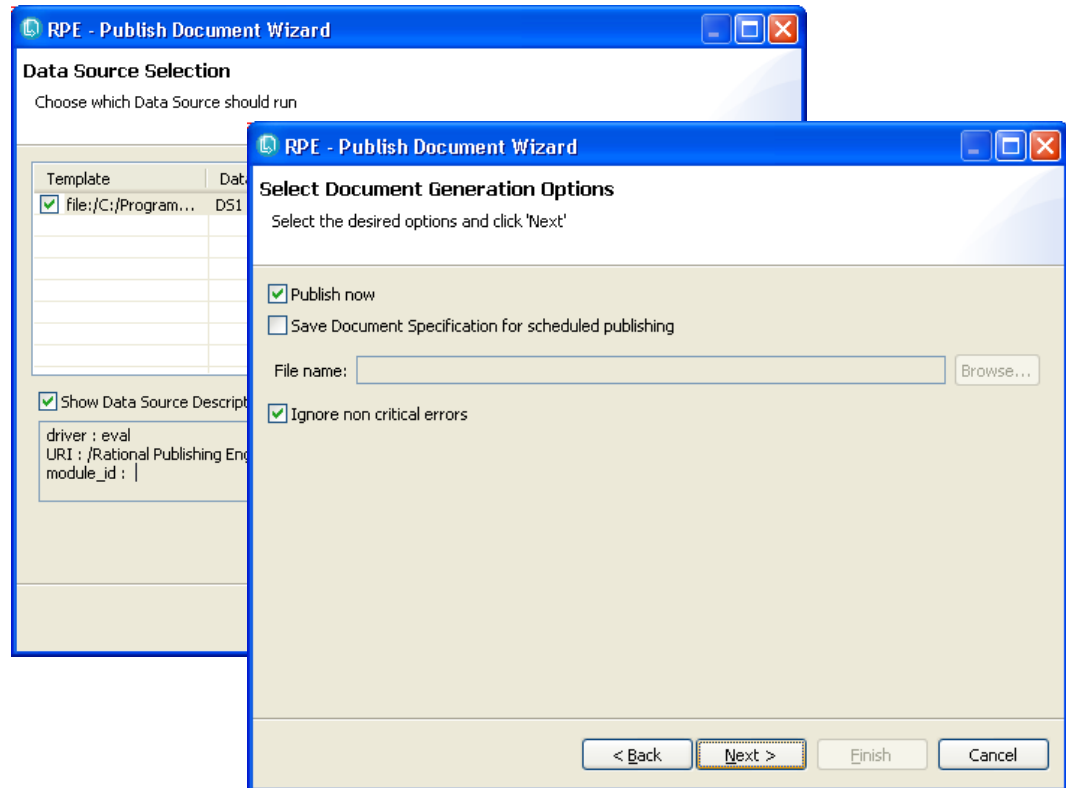 RPE - Publish Document Wizard
Data Source Selection
Choose which Data Source should run
Template Data
file:/C:/Program... DS1
Show Data Source Descript
driver : eval
URI : /Rational Publishing Eng
module_id :
RPE - Publish Document Wizard
Select Document Generation Options
Select the desired options and click 'Next'
Publish now
Save Document Specification for scheduled publishing
File name: Browse...
Ignore non critical errors
< Back Next > Finish Cancel